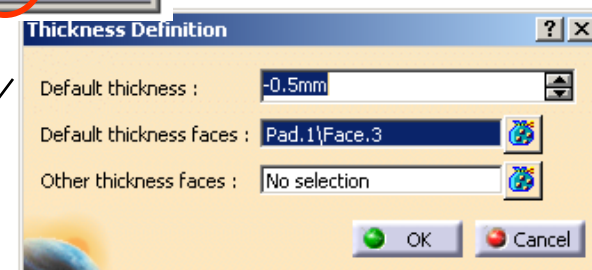 Thickness Definition
Default thickness : -0.5mm
Default thickness faces : Pad.1\Face.3
Other thickness faces : No selection
OK Cancel